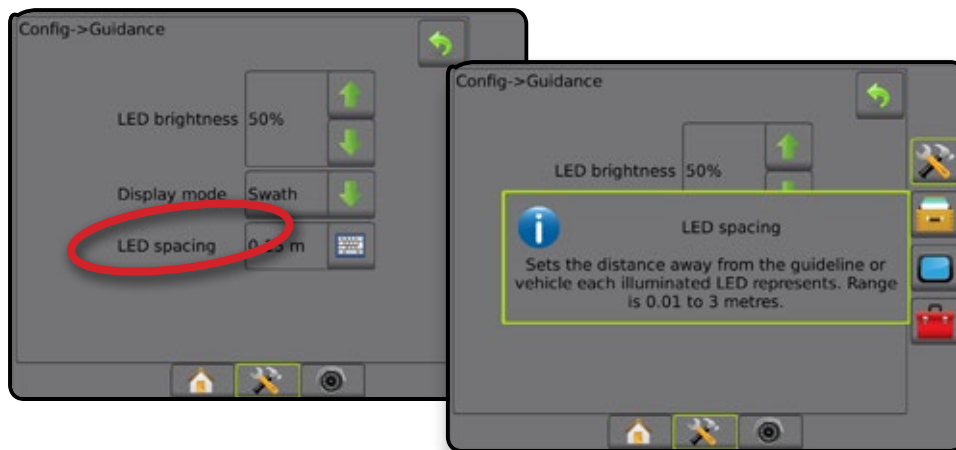 Config->Guidance
LED brightness 50%
Display mode Swath
LED spacing m
Config->Guidance
LED brightness 50%
LED spacing
Sets the distance away from the guideline or
vehicle each illuminated LED represents. Range
is 0.01 to 3 metres.